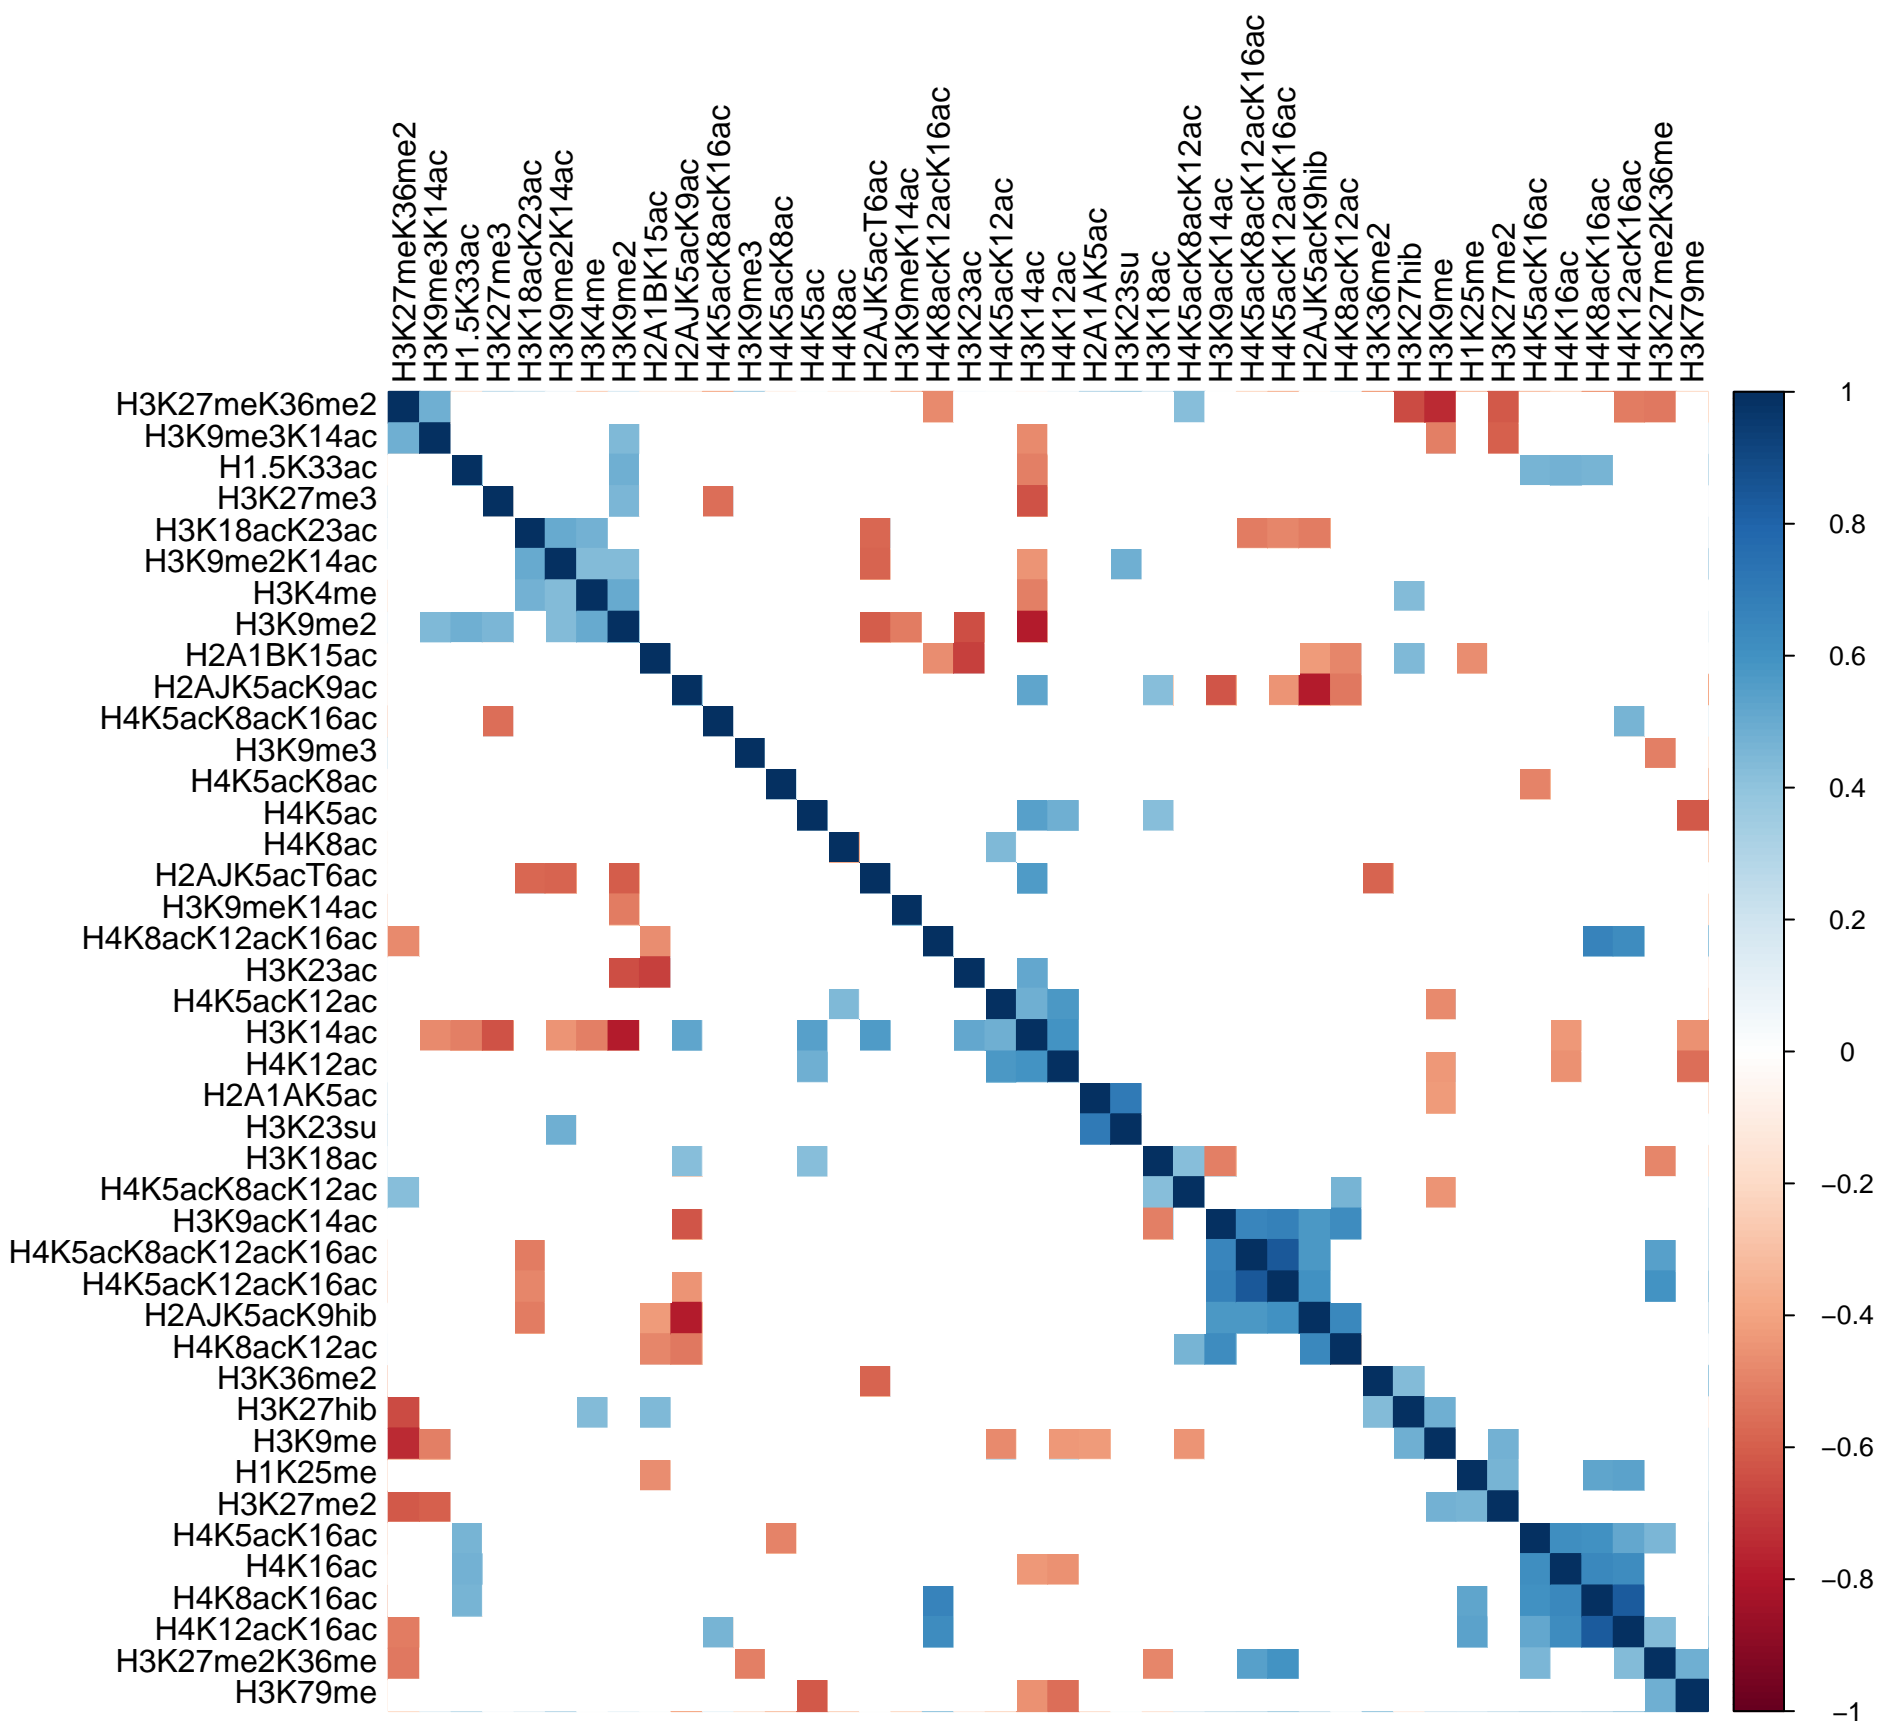 H3K27meK36me2
H3K9me3K14ac
H1.5K33ac
H3K27me3
H3K18acK23ac
H3K9me2K14ac
H3K4me
H3K9me2
H2A1BK15ac
H2AJK5acK9ac
H4K5acK8acK16ac
H3K9me3
H4K5acK8ac
H4K5ac
H4K8ac
H2AJK5acT6ac
H3K9meK14ac
H4K8acK12acK16ac
H3K23ac
H4K5acK12ac
H3K14ac
H4K12ac
H2A1AK5ac
H3K23su
H3K18ac
H4K5acK8acK12ac
H3K9acK14ac
H4K5acK8acK12acK16ac
H4K5acK12acK16ac
H2AJK5acK9hib
H4K8acK12ac
H3K36me2
H3K27hib
H3K9me
H1K25me
H3K27me2
H4K5acK16ac
H4K16ac
H4K8acK16ac
H4K12acK16ac
H3K27me2K36me
H3K79me
H3K27meK36me2
H3K9me3K14ac
H1.5K33ac
H3K27me3
H3K18acK23ac
H3K9me2K14ac
H3K4me
H3K9me2
H2A1BK15ac
H2AJK5acK9ac
H4K5acK8acK16ac
H3K9me3
H4K5acK8ac
H4K5ac
H4K8ac
H2AJK5acT6ac
H3K9meK14ac
H4K8acK12acK16ac
H3K23ac
H4K5acK12ac
H3K14ac
H4K12ac
H2A1AK5ac
H3K23su
H3K18ac
H4K5acK8acK12ac
H3K9acK14ac
H4K5acK8acK12acK16ac
H4K5acK12acK16ac
H2AJK5acK9hib
H4K8acK12ac
H3K36me2
H3K27hib
H3K9me
H1K25me
H3K27me2
H4K5acK16ac
H4K16ac
H4K8acK16ac
H4K12acK16ac
H3K27me2K36me
H3K79me
1
0.8
0.6
0.4
0.2
0
−0.2
−0.4
−0.6
−0.8
−1